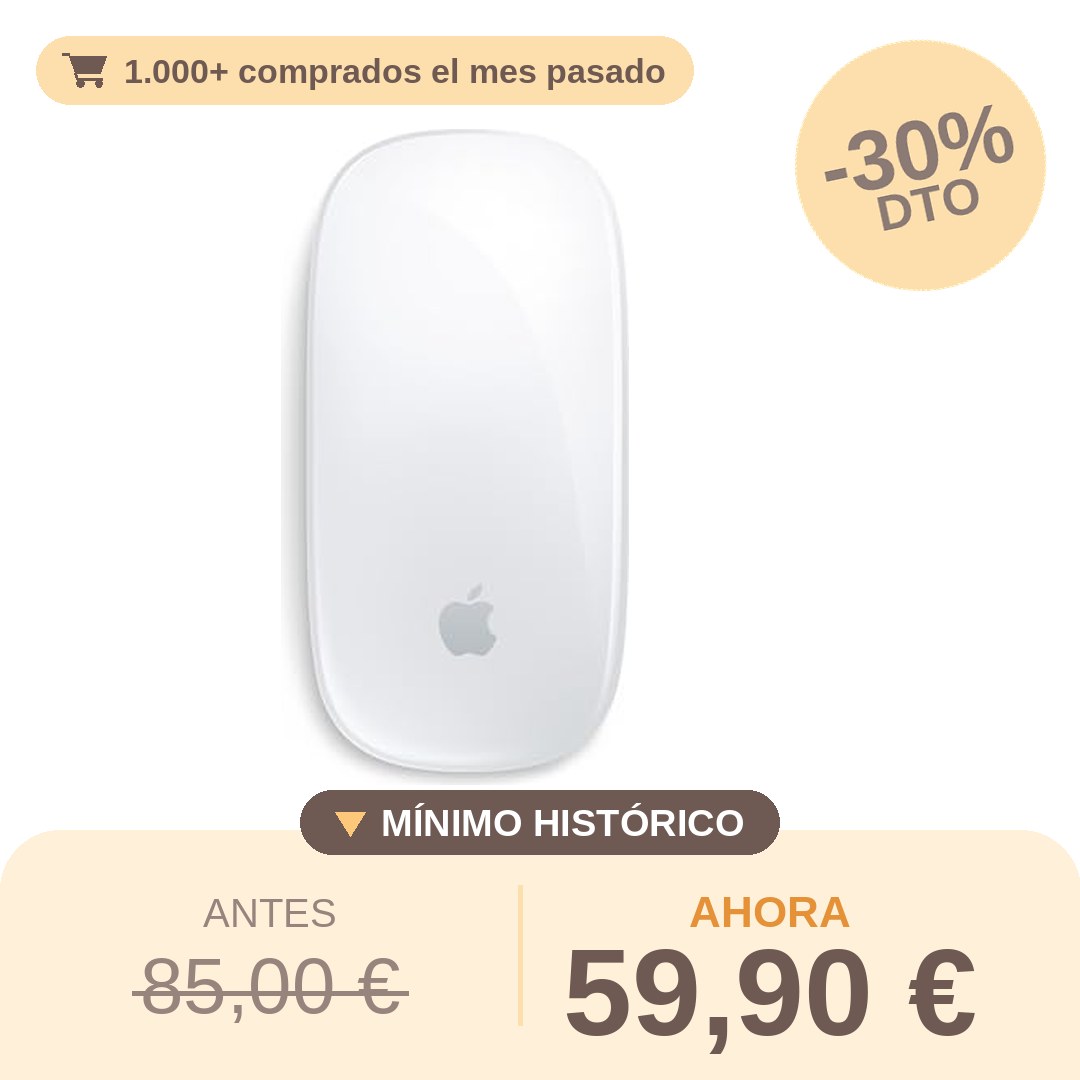 1.000+ comprados el mes pasado
-30%
DTO
MÍNIMO HISTÓRICO
ANTES
85,00 €
AHORA
59,90 €